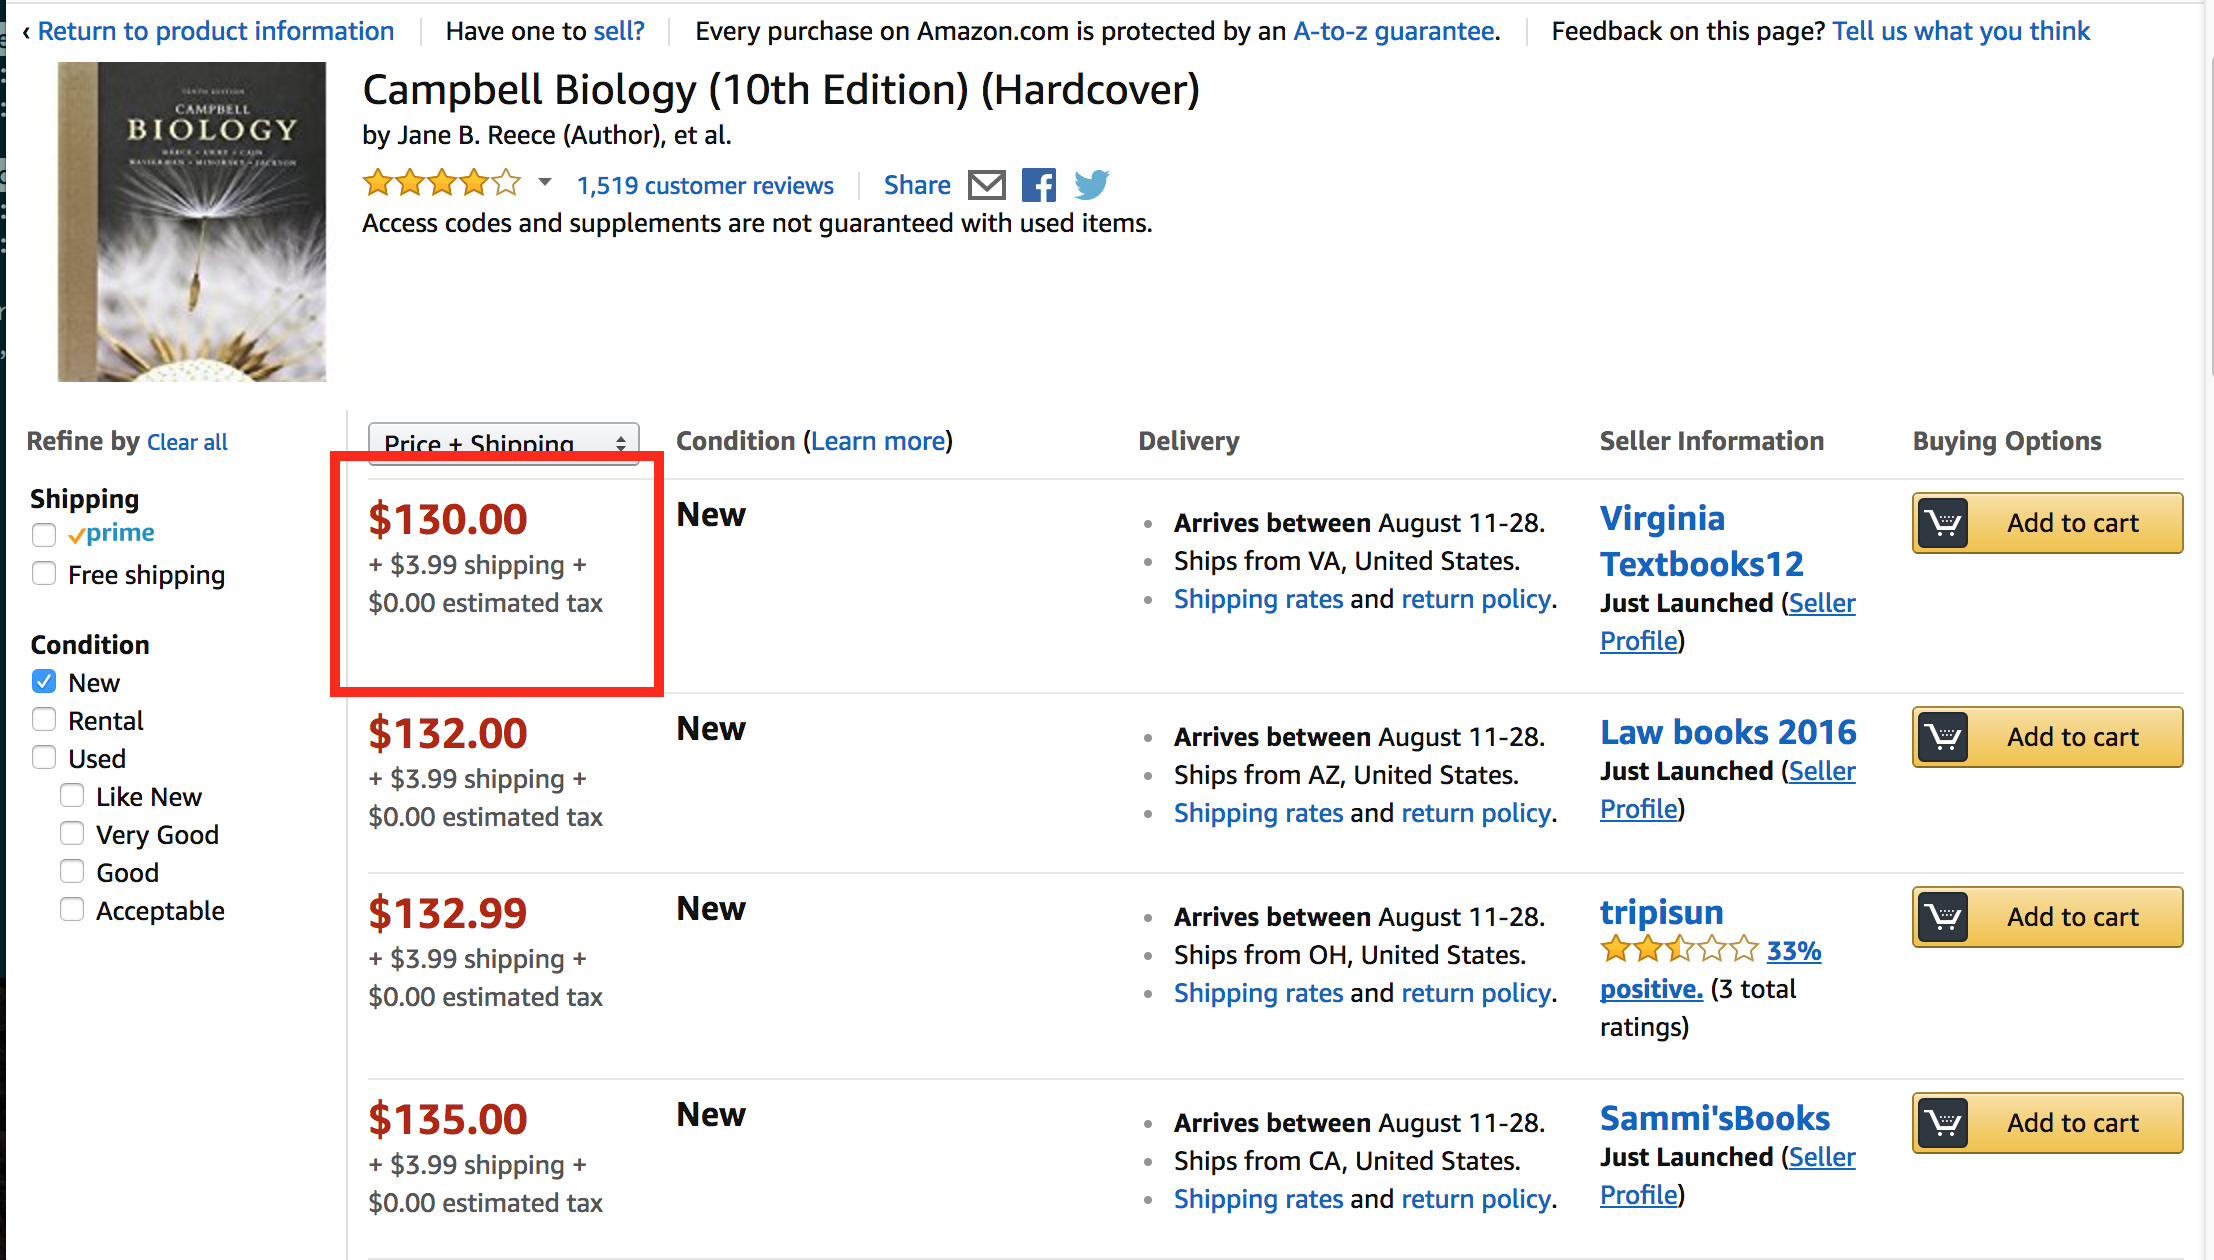 ‹ Return to product information Have one to sell? Every purchase on Amazon.com is protected by an A-to-z guarantee. Feedback on this page? Tell us what you think
TENTH EDITION
CAMPBELL
BIOLOGY
REECE • URRY • CAIN
WASSERMAN • MINORSKY • JACKSON
Campbell Biology (10th Edition) (Hardcover)
by Jane B. Reece (Author), et al.
1,519 customer reviews Share
Access codes and supplements are not guaranteed with used items.
Refine by Clear all
Shipping
prime
Free shipping
Condition
New
Rental
Used
Like New
Very Good
Good
Acceptable
Price + Shipping Condition (Learn more) Delivery Seller Information Buying Options
$130.00
+ $3.99 shipping +
$0.00 estimated tax
New
• Arrives between August 11-28.
• Ships from VA, United States.
• Shipping rates and return policy.
Virginia
Textbooks12
Just Launched (Seller
Profile)
Add to cart
$132.00
+ $3.99 shipping +
$0.00 estimated tax
New
• Arrives between August 11-28.
• Ships from AZ, United States.
• Shipping rates and return policy.
Law books 2016
Just Launched (Seller
Profile)
Add to cart
$132.99
+ $3.99 shipping +
$0.00 estimated tax
New
• Arrives between August 11-28.
• Ships from OH, United States.
• Shipping rates and return policy.
tripisun
33%
positive. (3 total
ratings)
Add to cart
$135.00
+ $3.99 shipping +
$0.00 estimated tax
New
• Arrives between August 11-28.
• Ships from CA, United States.
• Shipping rates and return policy.
Sammi'sBooks
Just Launched (Seller
Profile)
Add to cart